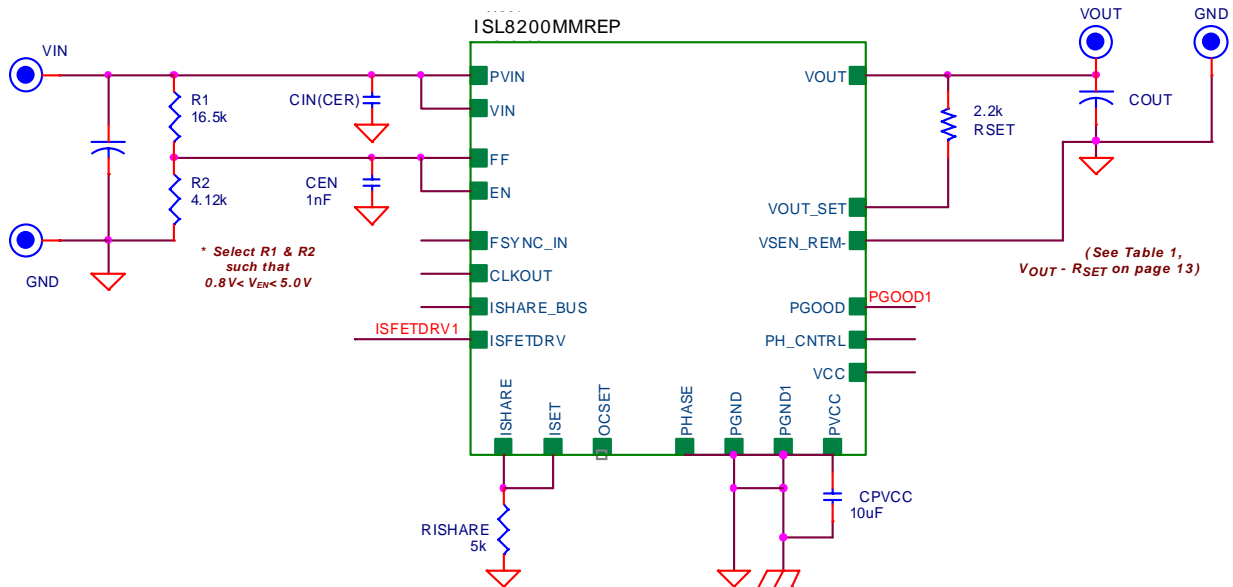 ISL8200MMREP
VOUT
GND
VIN
PVIN
VOUT
R1
16.5k
CIN(CER)
VIN
2.2k
RSET
COUT
FF
R2
4.12k
CEN
1nF
EN
VOUT_SET
* Select R1 & R2
such that
0.8V< VEN< 5.0V
FSYNC_IN
VSEN_REM-
(See Table 1,
VOUT - RSET on page 13)
GND
CLKOUT
ISHARE_BUS
PGOOD
PGOOD1
ISFETDRV1
ISFETDRV
PH_CNTRL
VCC
ISHARE
ISET
OCSET
PHASE
PGND
PGND1
PVCC
CPVCC
10uF
RISHARE
5k